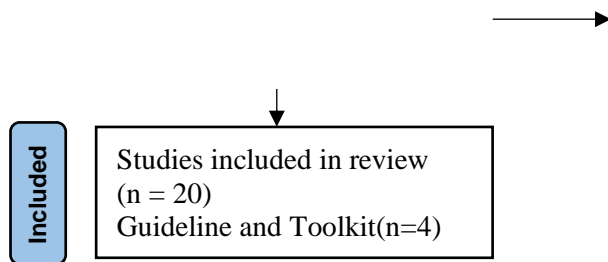 Included
Studies included in review
(n = 20)
Guideline and Toolkit(n=4)